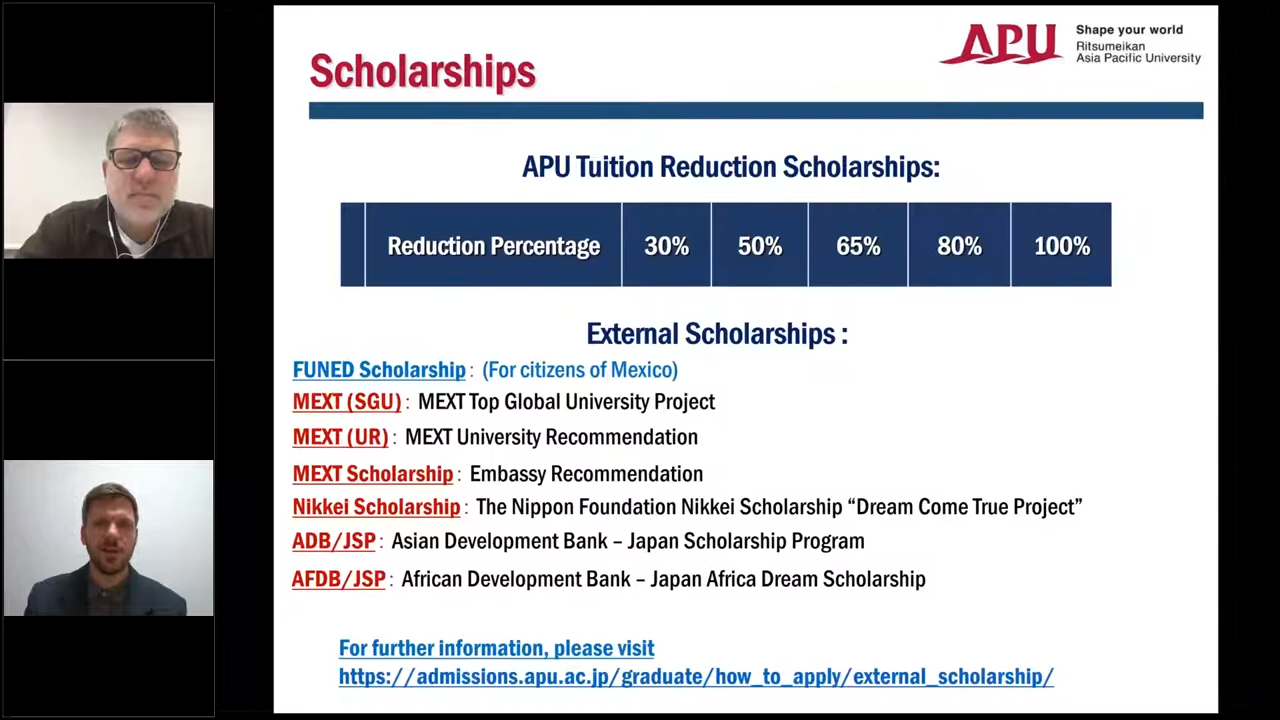 Scholarships
APU
Shape your world
Ritsumeikan
Asia Pacific University
APU Tuition Reduction Scholarships:
Reduction Percentage 30% 50% 65% 80% 100%
External Scholarships :
FUNED Scholarship : (For citizens of Mexico)
MEXT (SGU) : MEXT Top Global University Project
MEXT (UR) : MEXT University Recommendation
MEXT Scholarship : Embassy Recommendation
Nikkei Scholarship : The Nippon Foundation Nikkei Scholarship “Dream Come True Project”
ADB/JSP : Asian Development Bank – Japan Scholarship Program
AFDB/JSP : African Development Bank – Japan Africa Dream Scholarship
For further information, please visit
https://admissions.apu.ac.jp/graduate/how_to_apply/external_scholarship/